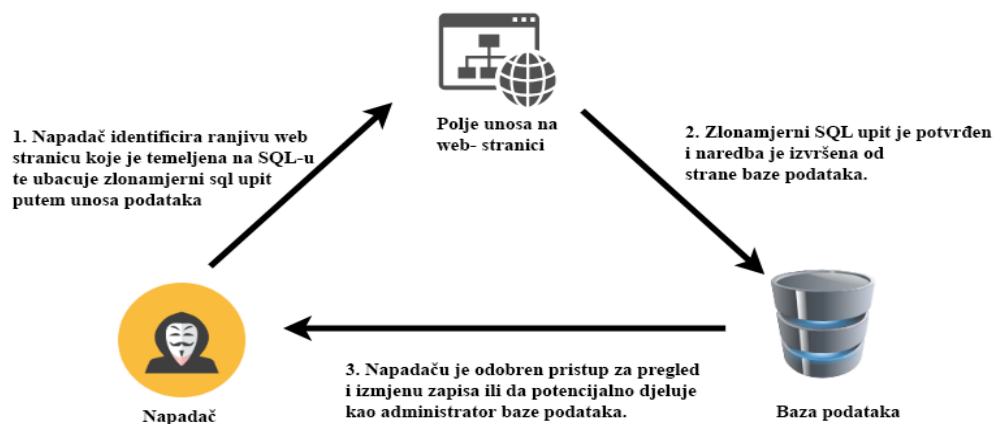 Polje unosa na
web- stranici
1. Napadač identificira ranjivu web
stranicu koje je temeljena na SQL-u
te ubacuje zlonamjerni sql upit
putem unosa podataka
2. Zlonamjerni SQL upit je potvrđen
i naredba je izvršena od
strane baze podataka.
3. Napadaču je odobren pristup za pregled
i izmjenu zapisa ili da potencijalno djeluje
kao administrator baze podataka.
Napadač
Baza podataka